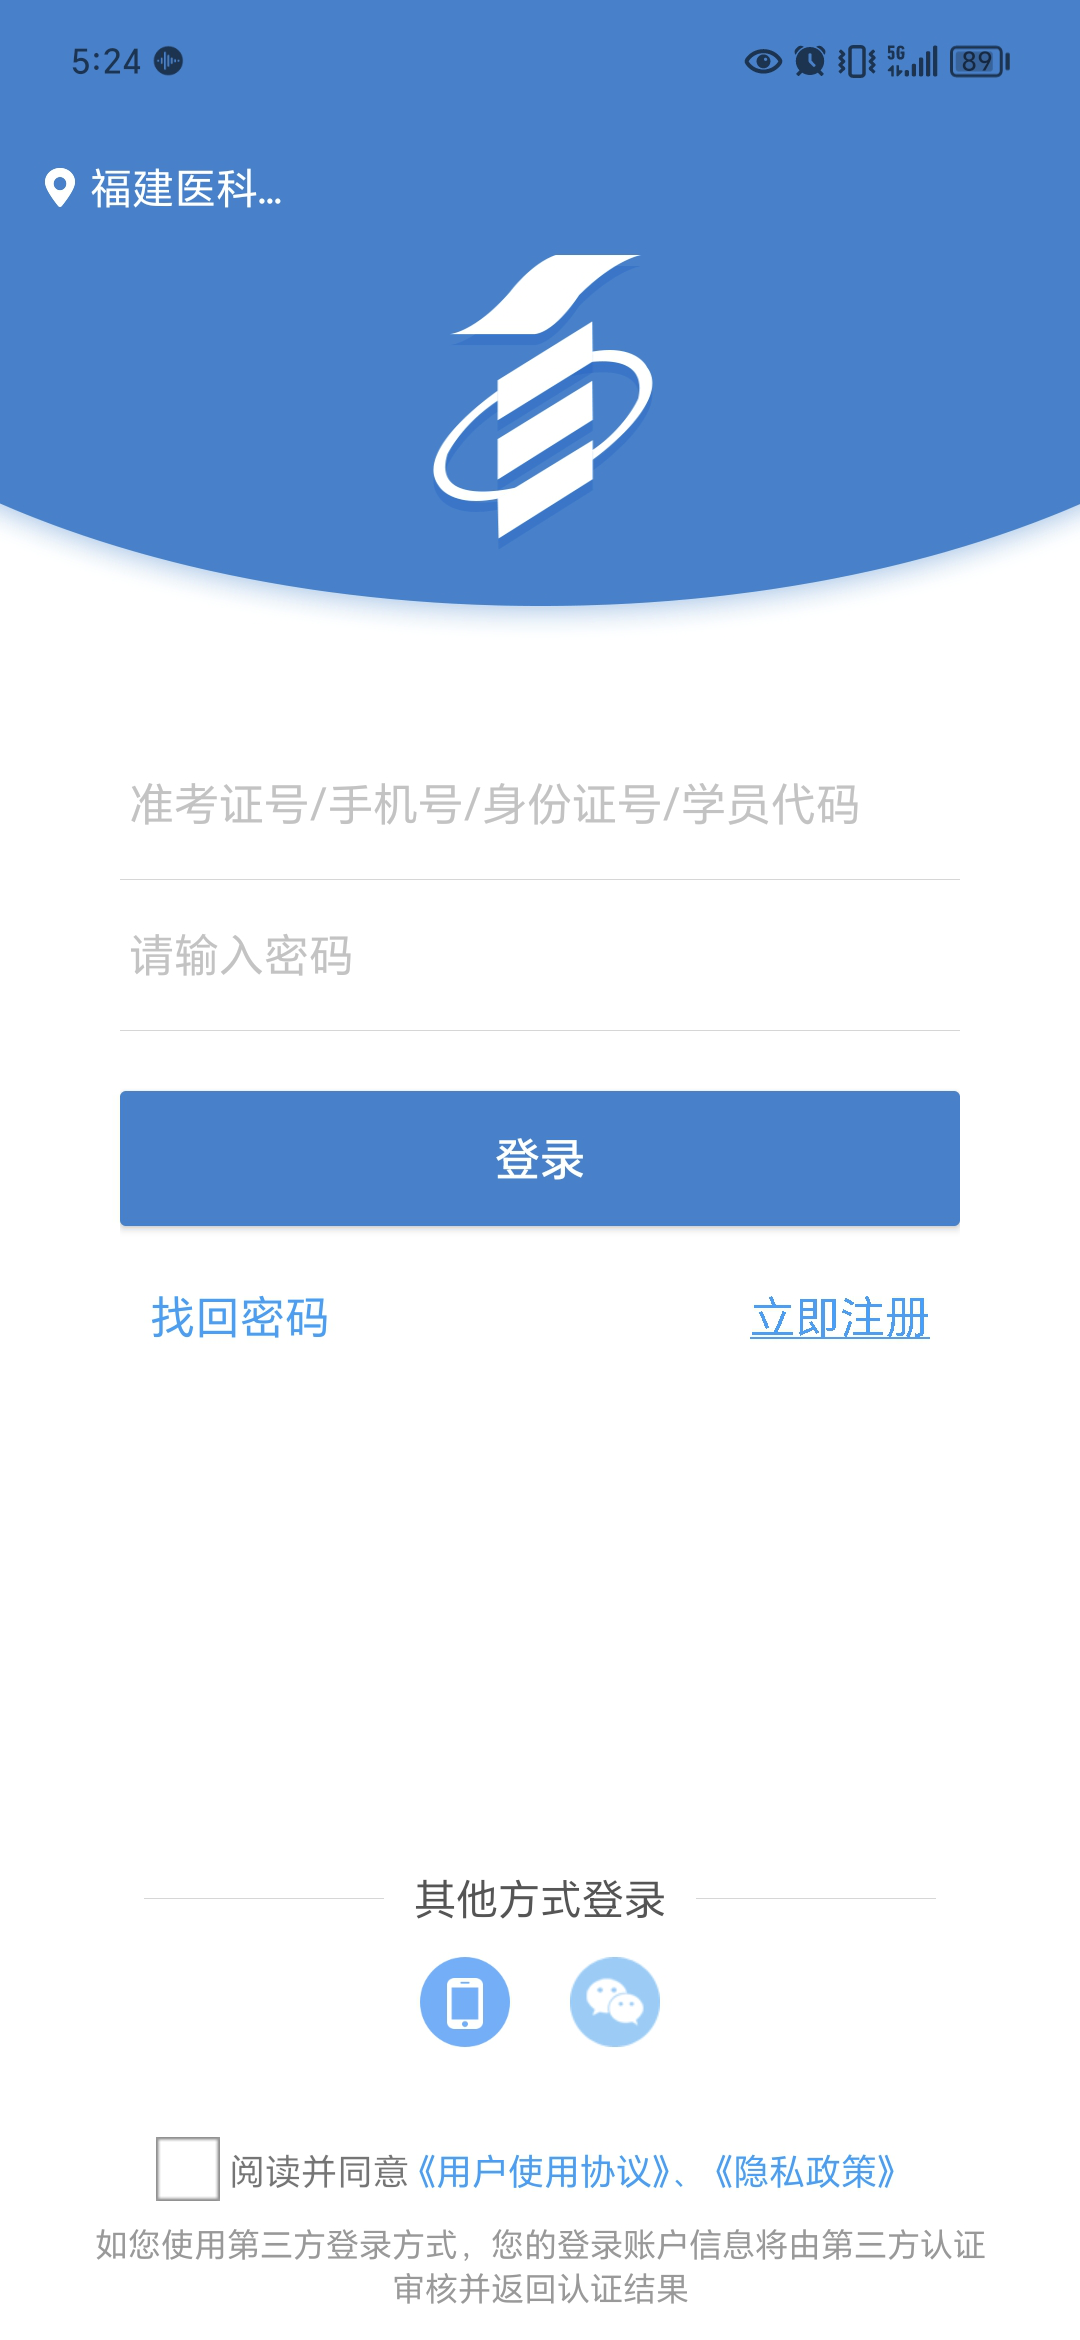 5:24
5G
89
福建医科...
准考证号/手机号/身份证号/学员代码
请输入密码
登录
找回密码 立即注册
其他方式登录
阅读并同意《用户使用协议》、《隐私政策》
如您使用第三方登录方式，您的登录账户信息将由第三方认证
审核并返回认证结果